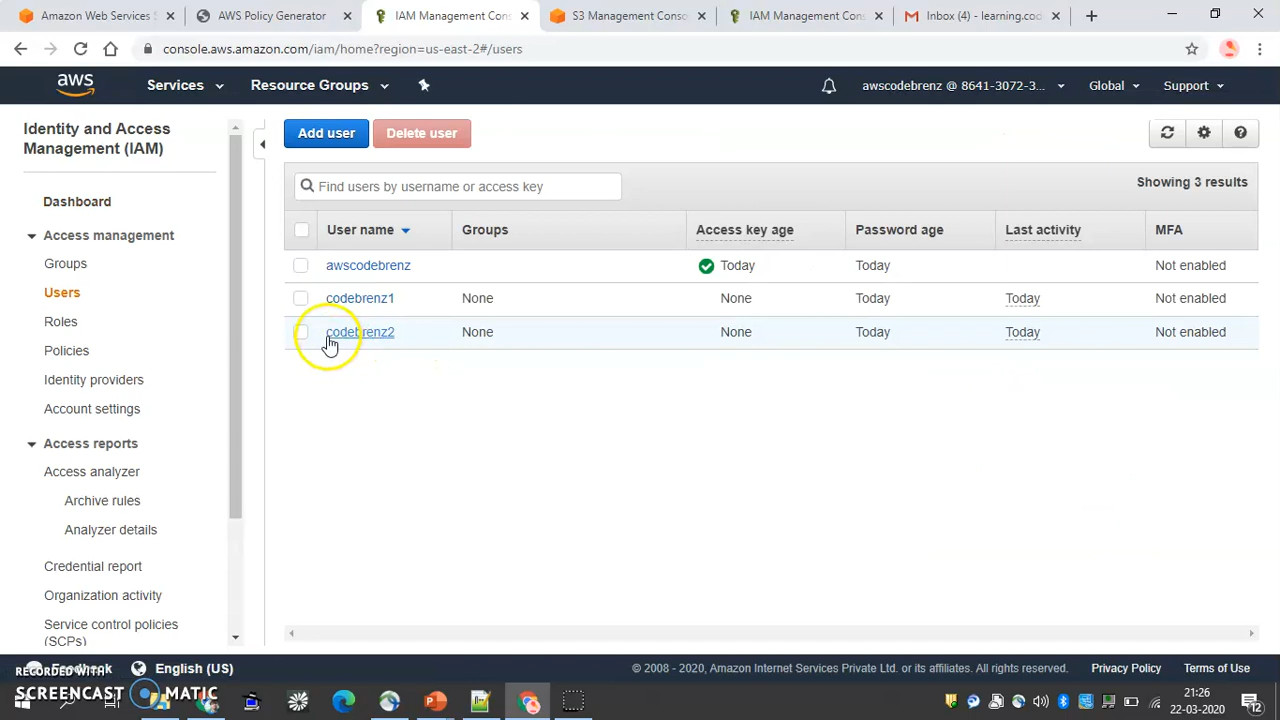 Amazon Web Services S
AWS Policy Generator
IAM Management Con
S3 Management Conso
IAM Management Con
Inbox (4) - learning.cod
console.aws.amazon.com/iam/home?region=us-east-2#/users
aws
Services
Resource Groups
awscodebrenz @ 8641-3072-3...
Global
Support
Identity and Access
Management (IAM)
Dashboard
Access management
Groups
Users
Roles
Policies
Identity providers
Account settings
Access reports
Access analyzer
Archive rules
Analyzer details
Credential report
Organization activity
Service control policies
(SCPs)
Add user
Delete user
Find users by username or access key
Showing 3 results
User name Groups Access key age Password age Last activity MFA
awscodebrenz Today Today Not enabled
codebrenz1 None None Today Today Not enabled
codebrenz2 None None Today Today Not enabled
Feedback
English (US)
© 2008 - 2020, Amazon Internet Services Private Ltd. or its affiliates. All rights reserved.
Privacy Policy
Terms of Use
RECORDED WITH
SCREENCAST MATIC
21:26
22-03-2020
12